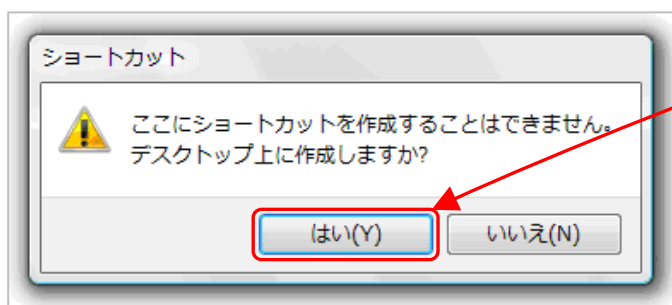 ショートカット
ここにショートカットを作成することはできません。
デスクトップ上に作成しますか?
はい(Y)
いいえ(N)